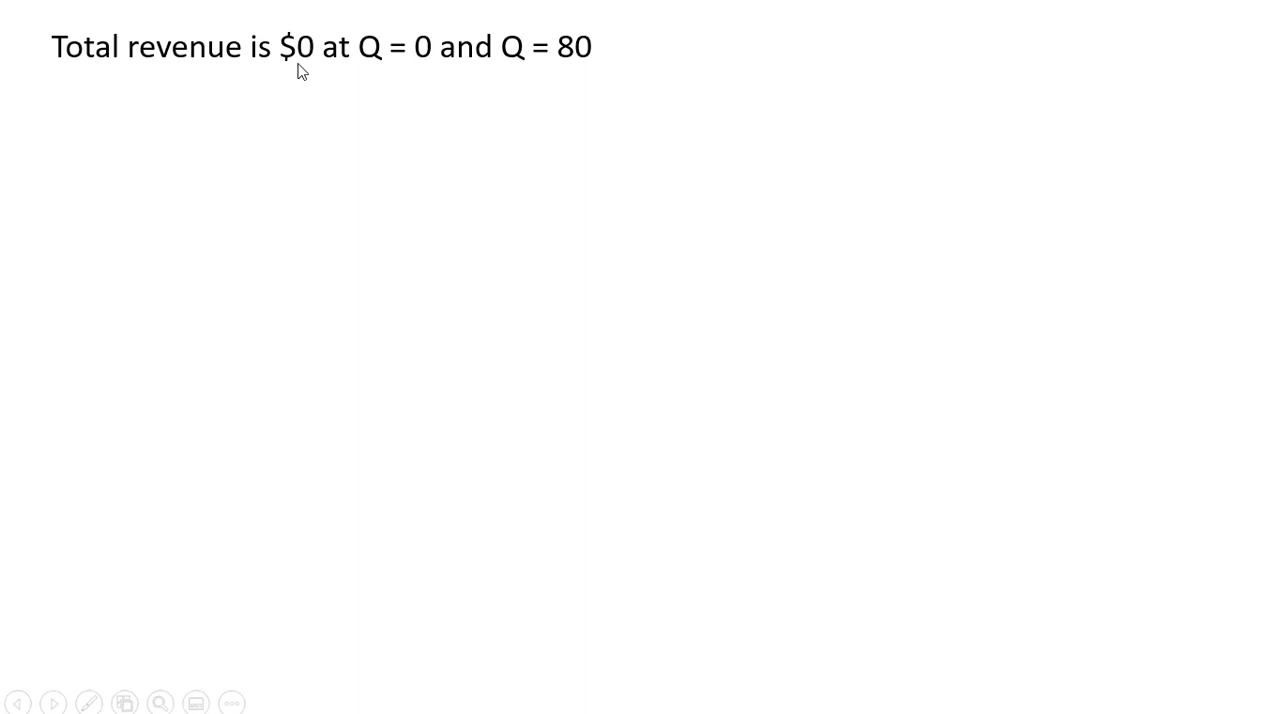 Total revenue is $0 at Q = 0 and Q = 80